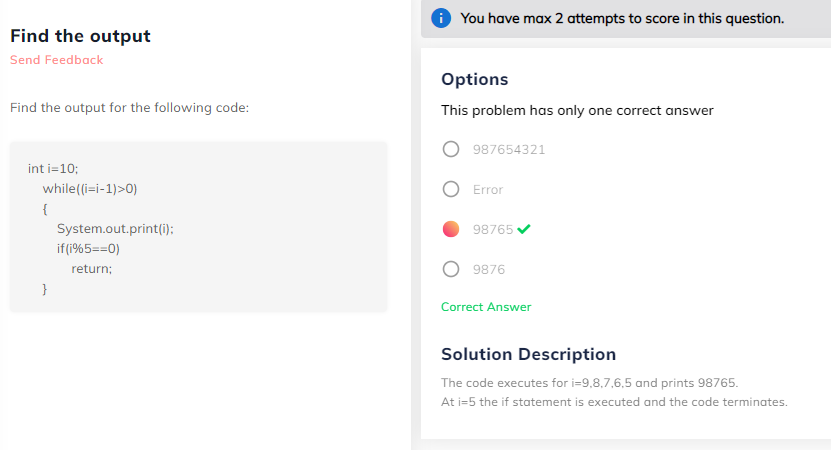 Find the output
Send Feedback
Find the output for the following code:
int i=10;
while((i=i-1)>0)
{
System.out.print(i);
if(i%5==0)
return;
}
You have max 2 attempts to score in this question.
Options
This problem has only one correct answer
987654321
Error
98765
9876
Correct Answer
Solution Description
The code executes for i=9,8,7,6,5 and prints 98765.
At i=5 the if statement is executed and the code terminates.